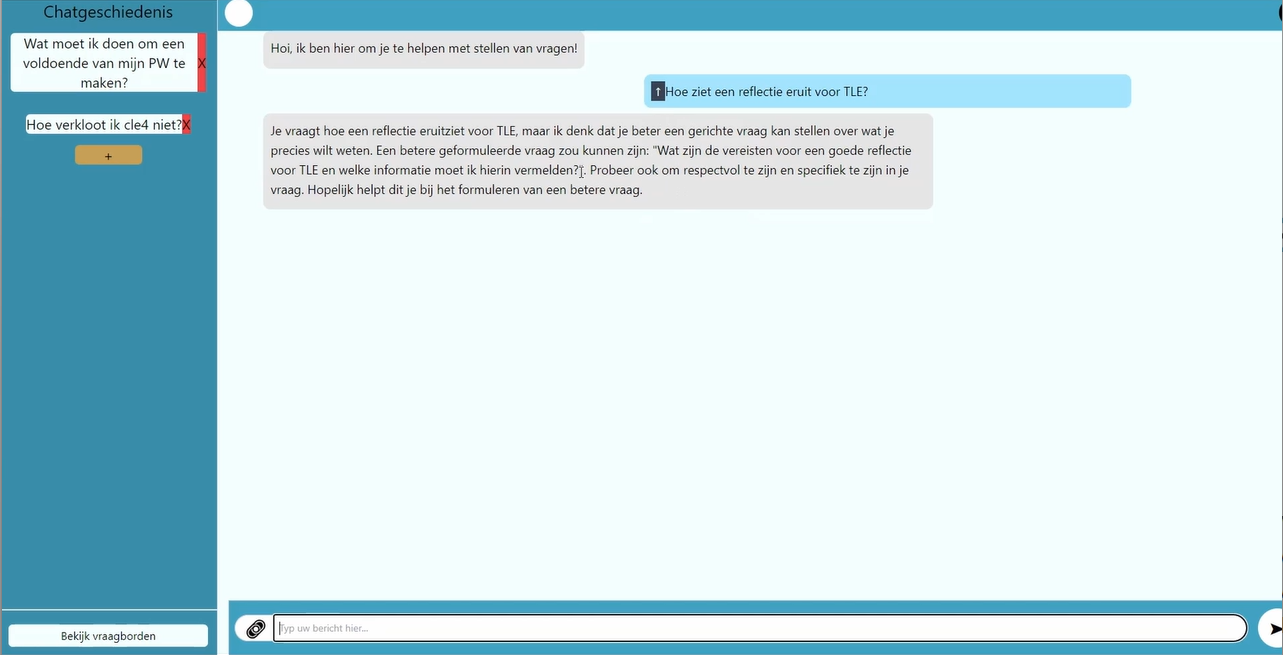 Chatgeschiedenis
Wat moet ik doen om een
voldoende van mijn PW te
maken?
X
Hoe verkloot ik cle4 niet?
X
+
Bekijk vraagborden
Hoi, ik ben hier om je te helpen met stellen van vragen!
↑ Hoe ziet een reflectie eruit voor TLE?
Je vraagt hoe een reflectie eruitziet voor TLE, maar ik denk dat je beter een gerichte vraag kan stellen over wat je
precies wilt weten. Een betere geformuleerde vraag zou kunnen zijn: "Wat zijn de vereisten voor een goede reflectie
voor TLE en welke informatie moet ik hierin vermelden?". Probeer ook om respectvol te zijn en specifiek te zijn in je
vraag. Hopelijk helpt dit je bij het formuleren van een betere vraag.
Typ uw bericht hier...